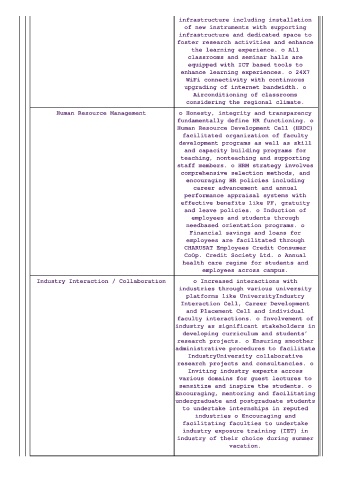 infrastructure including installation
of new instruments with supporting
infrastructure and dedicated space to
foster research activities and enhance
the learning experience. o All
classrooms and seminar halls are
equipped with ICT based tools to
enhance learning experiences. o 24X7
WiFi connectivity with continuous
upgrading of internet bandwidth. o
Airconditioning of classrooms
considering the regional climate.
Human Resource Management
o Honesty, integrity and transparency
fundamentally define HR functioning. o
Human Resource Development Cell (HRDC)
facilitated organization of faculty
development programs as well as skill
and capacity building programs for
teaching, nonteaching and supporting
staff members. o HRM strategy involves
comprehensive selection methods, and
encouraging HR policies including
career advancement and annual
performance appraisal systems with
effective benefits like PF, gratuity
and leave policies. o Induction of
employees and students through
needbased orientation programs. o
Financial savings and loans for
employees are facilitated through
CHARUSAT Employees Credit Consumer
CoOp. Credit Society Ltd. o Annual
health care regime for students and
employees across campus.
Industry Interaction / Collaboration
o Increased interactions with
industries through various university
platforms like UniversityIndustry
Interaction Cell, Career Development
and Placement Cell and individual
faculty interactions. o Involvement of
industry as significant stakeholders in
developing curriculum and students'
research projects. o Ensuring smoother
administrative procedures to facilitate
IndustryUniversity collaborative
research projects and consultancies. o
Inviting industry experts across
various domains for guest lectures to
sensitize and inspire the students. o
Encouraging, mentoring and facilitating
undergraduate and postgraduate students
to undertake internships in reputed
industries o Encouraging and
facilitating faculties to undertake
industry exposure training (IET) in
industry of their choice during summer
vacation.